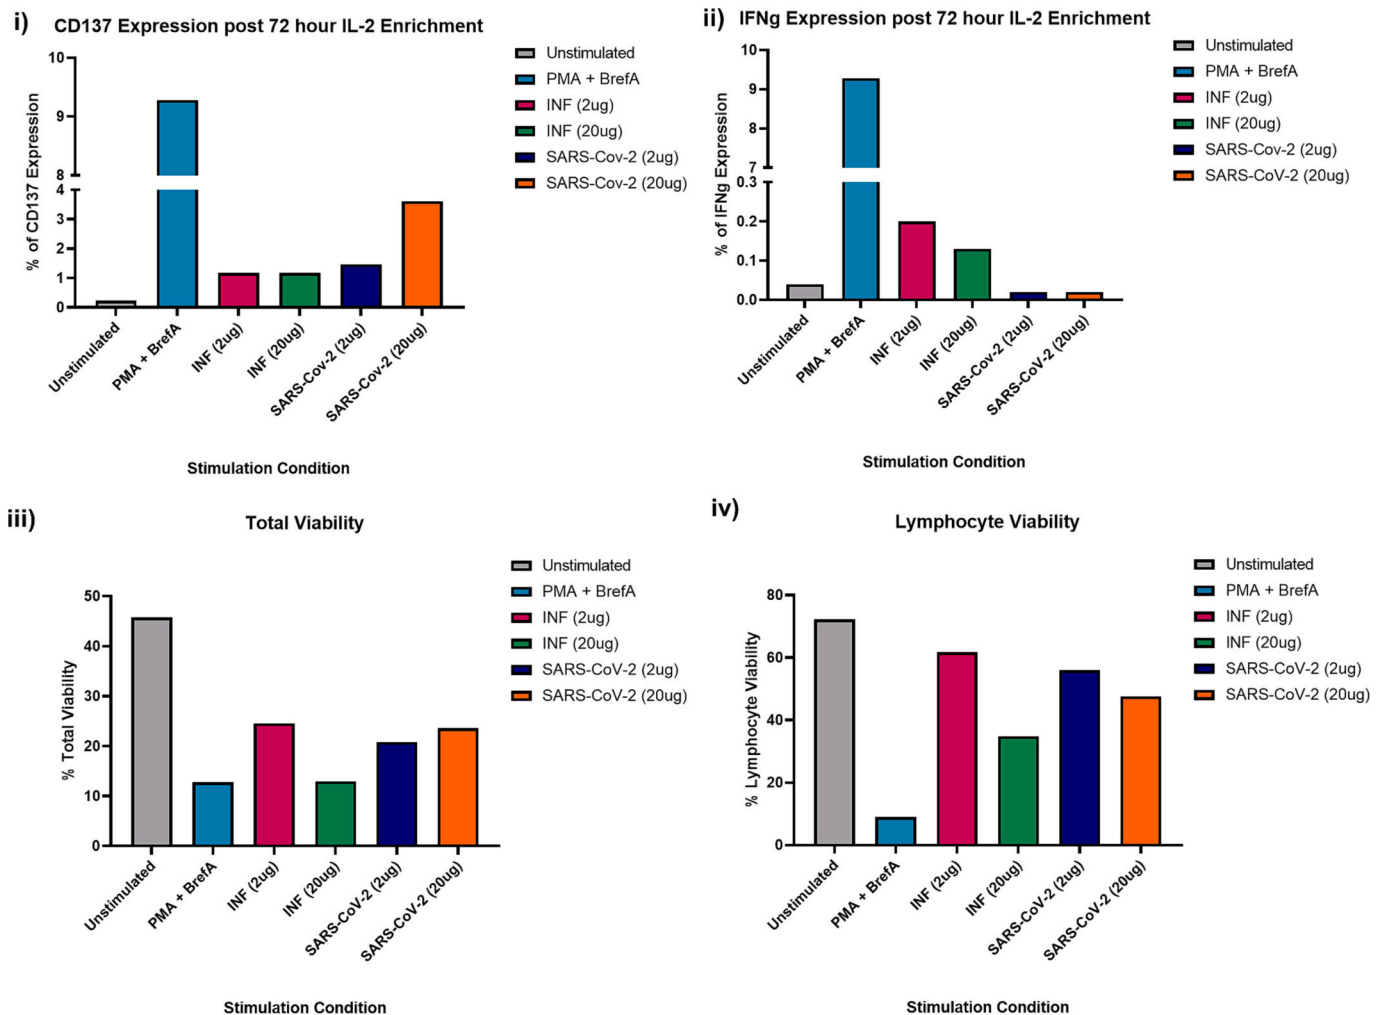 i) CD137 Expression post 72 hour IL-2 Enrichment
% of CD137 Expression
10
9
8
4
3
2
1
0
Unstimulated
PMA + BrefA
INF (2ug)
INF (20ug)
SARS-Cov-2 (2ug)
SARS-Cov-2 (20ug)
Stimulation Condition
Unstimulated
PMA + BrefA
INF (2ug)
INF (20ug)
SARS-Cov-2 (2ug)
SARS-Cov-2 (20ug)
ii) IFNg Expression post 72 hour IL-2 Enrichment
% of IFNg Expression
10
9
8
7
0.3
0.2
0.1
0.0
Unstimulated
PMA + BrefA
INF (2ug)
INF (20ug)
SARS-Cov-2 (2ug)
SARS-CoV-2 (20ug)
Stimulation Condition
Unstimulated
PMA + BrefA
INF (2ug)
INF (20ug)
SARS-Cov-2 (2ug)
SARS-CoV-2 (20ug)
iii) Total Viability
% Total Viability
50
40
30
20
10
0
Unstimulated
PMA + BrefA
INF (2ug)
INF (20ug)
SARS-CoV-2 (2ug)
SARS-CoV-2 (20ug)
Stimulation Condition
Unstimulated
PMA + BrefA
INF (2ug)
INF (20ug)
SARS-CoV-2 (2ug)
SARS-CoV-2 (20ug)
iv) Lymphocyte Viability
% Lymphocyte Viability
80
60
40
20
0
Unstimulated
PMA + BrefA
INF (2ug)
INF (20ug)
SARS-CoV-2 (2ug)
SARS-CoV-2 (20ug)
Stimulation Condition
Unstimulated
PMA + BrefA
INF (2ug)
INF (20ug)
SARS-CoV-2 (2ug)
SARS-CoV-2 (20ug)